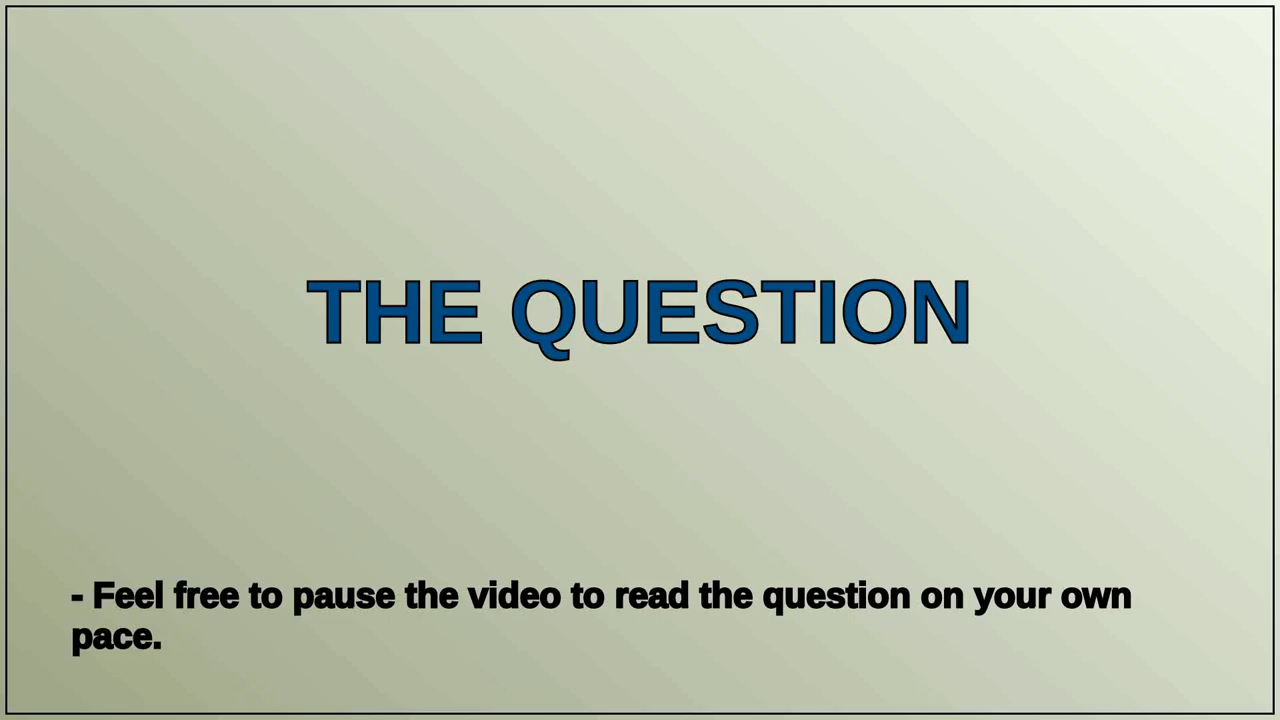 THE QUESTION
- Feel free to pause the video to read the question on your own
pace.